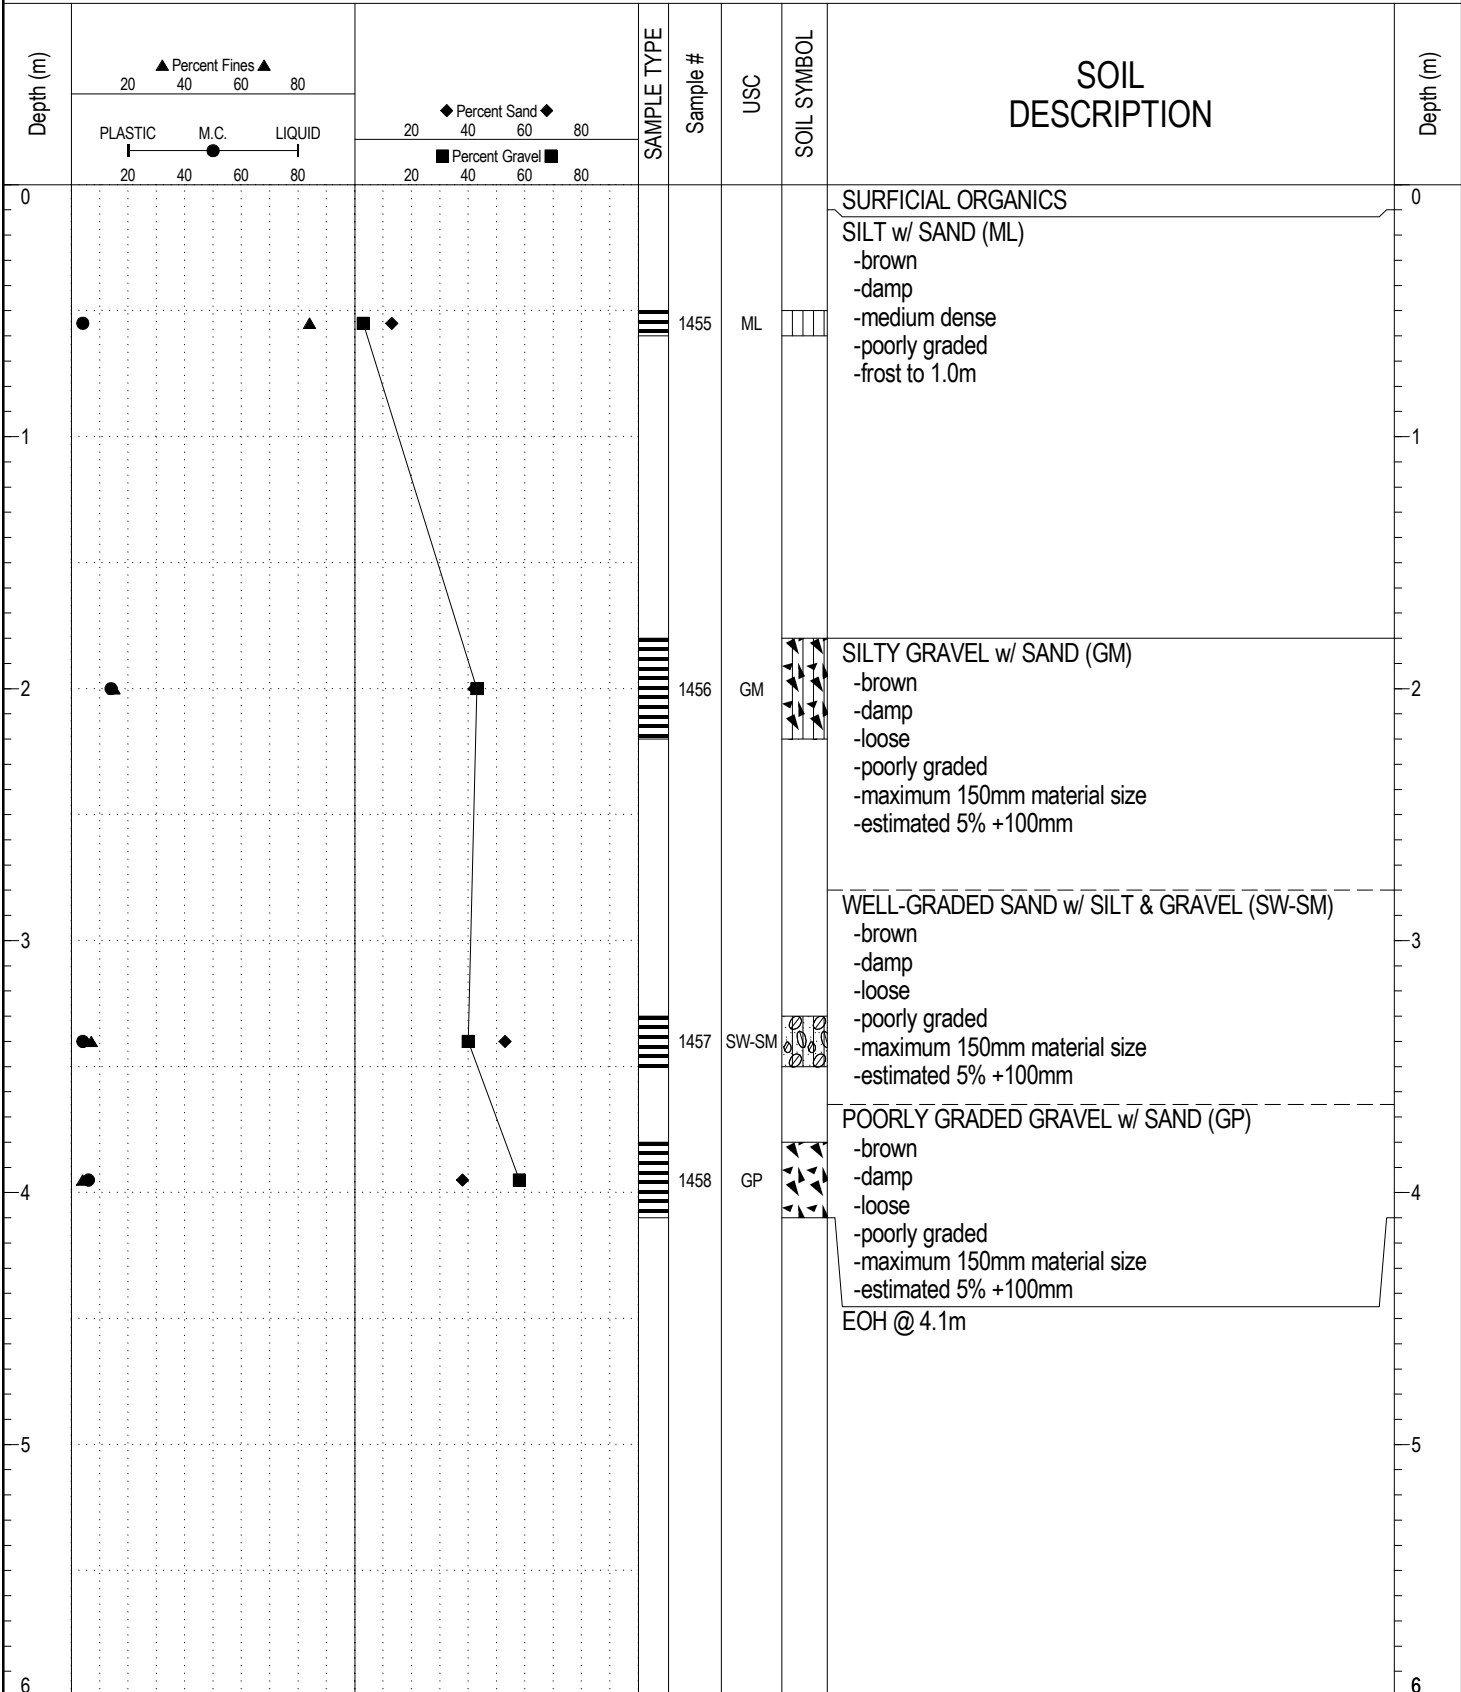 Depth (m)
▲ Percent Fines ▲
20 40 60 80
PLASTIC M.C. LIQUID
20 40 60 80
◆ Percent Sand ◆
20 40 60 80
■ Percent Gravel ■
20 40 60 80
SAMPLE TYPE
Sample #
USC
SOIL SYMBOL
SOIL
DESCRIPTION
Depth (m)
0 SURFICIAL ORGANICS 0
SILT w/ SAND (ML)
-brown
-damp
1455 ML -medium dense
-poorly graded
-frost to 1.0m
1 1
SILTY GRAVEL w/ SAND (GM)
2 1456 GM -brown 2
-damp
-loose
-poorly graded
-maximum 150mm material size
-estimated 5% +100mm
WELL-GRADED SAND w/ SILT & GRAVEL (SW-SM)
3 -brown 3
-damp
-loose
-poorly graded
1457 SW-SM -maximum 150mm material size
-estimated 5% +100mm
POORLY GRADED GRAVEL w/ SAND (GP)
-brown
4 1458 GP -damp 4
-loose
-poorly graded
-maximum 150mm material size
-estimated 5% +100mm
EOH @ 4.1m
5 5
6 6